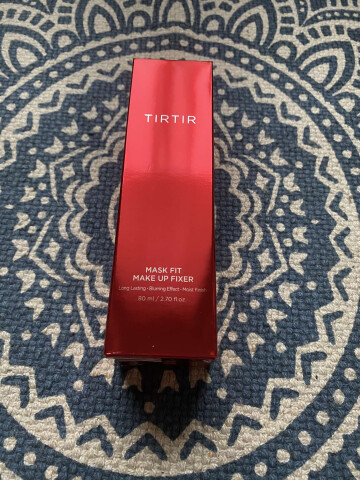 TIRTIR
MASK FIT
MAKE UP FIXER
Long Lasting • Blurring Effect • Moist Finish
80 ml / 2.70 fl.oz